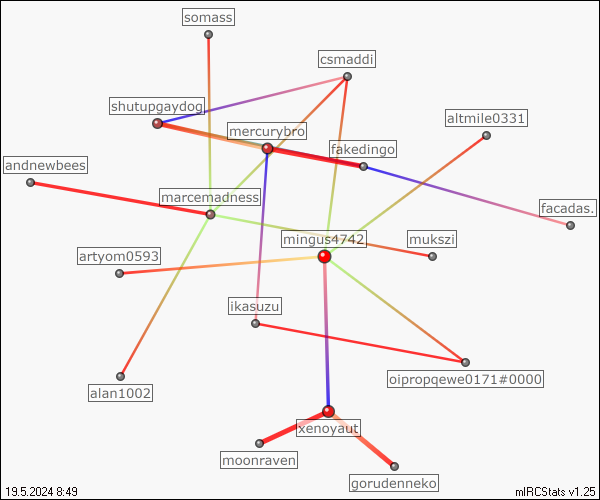 somass
csmaddi
shutupgaydog
mercurybro
altmile0331
fakedingo
andnewbees
marcemadness
facadas.
mingus4742
mukszi
artyom0593
ikasuzu
oipropqewe0171#0000
alan1002
xenoyaut
moonraven
gorudenneko
19.5.2024 8:49
mIRCStats v1.25